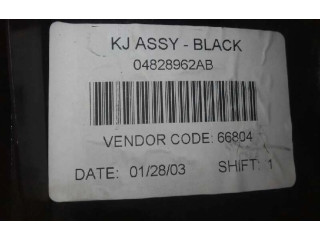 KJ ASSY - BLACK
04828962AB
VENDOR CODE: 66804
DATE: 01/28/03 SHIFT: 1